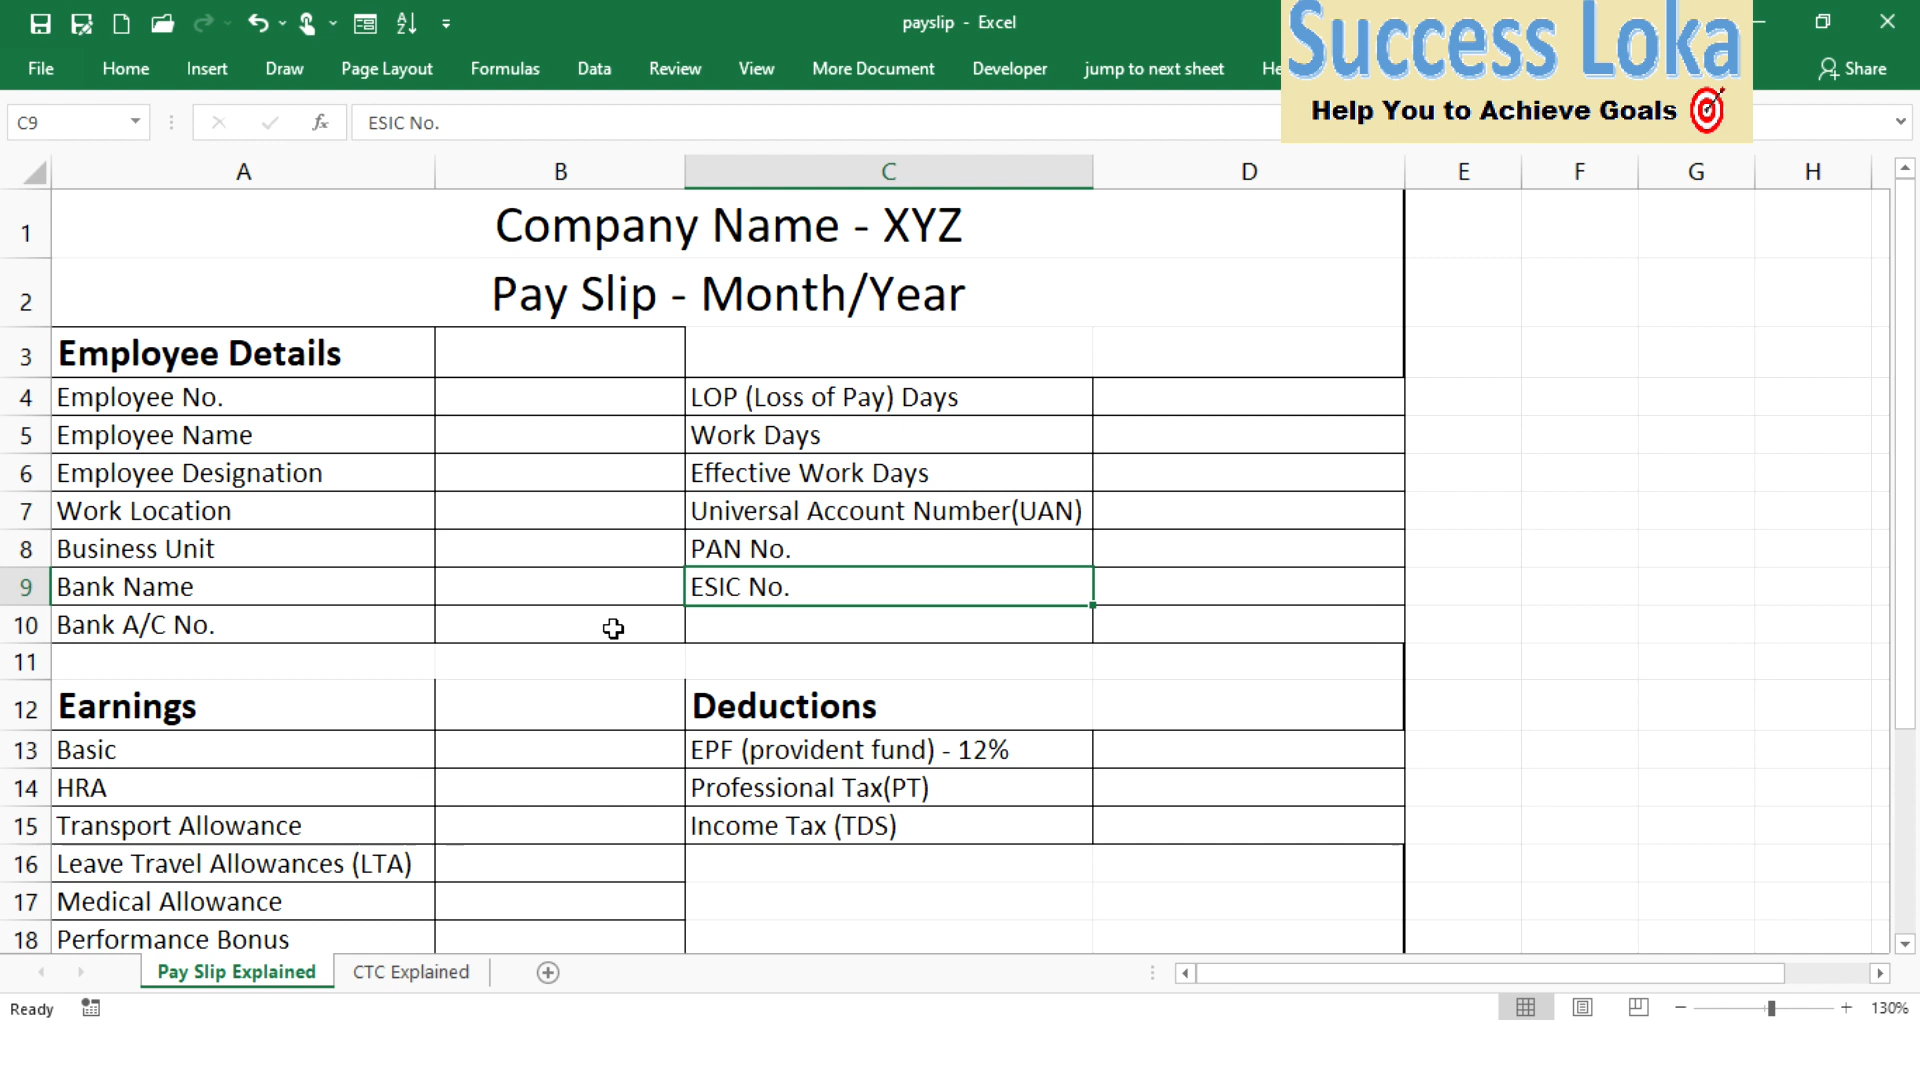 payslip - Excel
Success Loka
Help You to Achieve Goals
File Home Insert Draw Page Layout Formulas Data Review View More Document Developer jump to next sheet Share
C9 fx ESIC No.
A B C D E F G H
1 Company Name - XYZ
2 Pay Slip - Month/Year
3 Employee Details
4 Employee No. LOP (Loss of Pay) Days
5 Employee Name Work Days
6 Employee Designation Effective Work Days
7 Work Location Universal Account Number(UAN)
8 Business Unit PAN No.
9 Bank Name ESIC No.
10 Bank A/C No.
11
12 Earnings Deductions
13 Basic EPF (provident fund) - 12%
14 HRA Professional Tax(PT)
15 Transport Allowance Income Tax (TDS)
16 Leave Travel Allowances (LTA)
17 Medical Allowance
18 Performance Bonus
Pay Slip Explained CTC Explained
Ready 130%